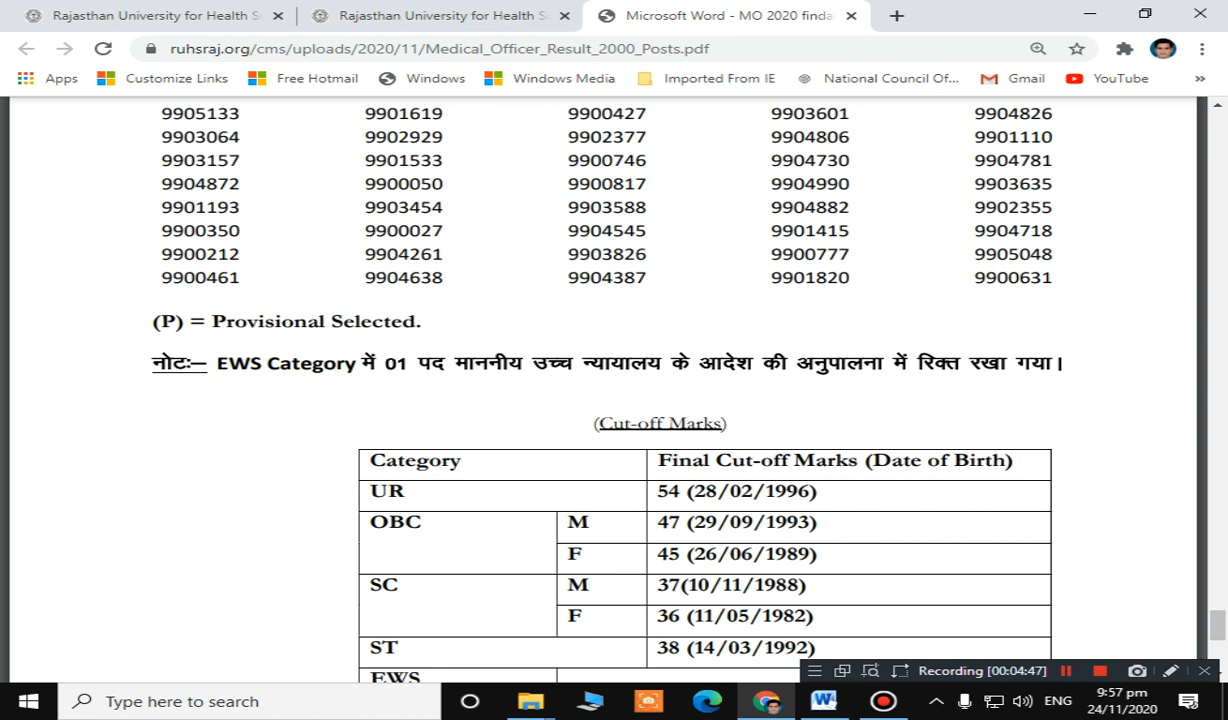 Rajasthan University for Health S
Rajasthan University for Health S
Microsoft Word - MO 2020 finda
ruhsraj.org/cms/uploads/2020/11/Medical_Officer_Result_2000_Posts.pdf
Apps Customize Links Free Hotmail Windows Windows Media Imported From IE National Council Of... Gmail YouTube »
9905133 9901619 9900427 9903601 9904826
9903064 9902929 9902377 9904806 9901110
9903157 9901533 9900746 9904730 9904781
9904872 9900050 9900817 9904990 9903635
9901193 9903454 9903588 9904882 9902355
9900350 9900027 9904545 9901415 9904718
9900212 9904261 9903826 9900777 9905048
9900461 9904638 9904387 9901820 9900631
(P) = Provisional Selected.
नोटः– EWS Category में 01 पद माननीय उच्च न्यायालय के आदेश की अनुपालना में रिक्त रखा गया।
(Cut-off Marks)
Category Final Cut-off Marks (Date of Birth)
UR 54 (28/02/1996)
OBC M 47 (29/09/1993)
F 45 (26/06/1989)
SC M 37(10/11/1988)
F 36 (11/05/1982)
ST 38 (14/03/1992)
EWS
Recording [00:04:47]
Type here to search
ENG
9:57 pm
24/11/2020